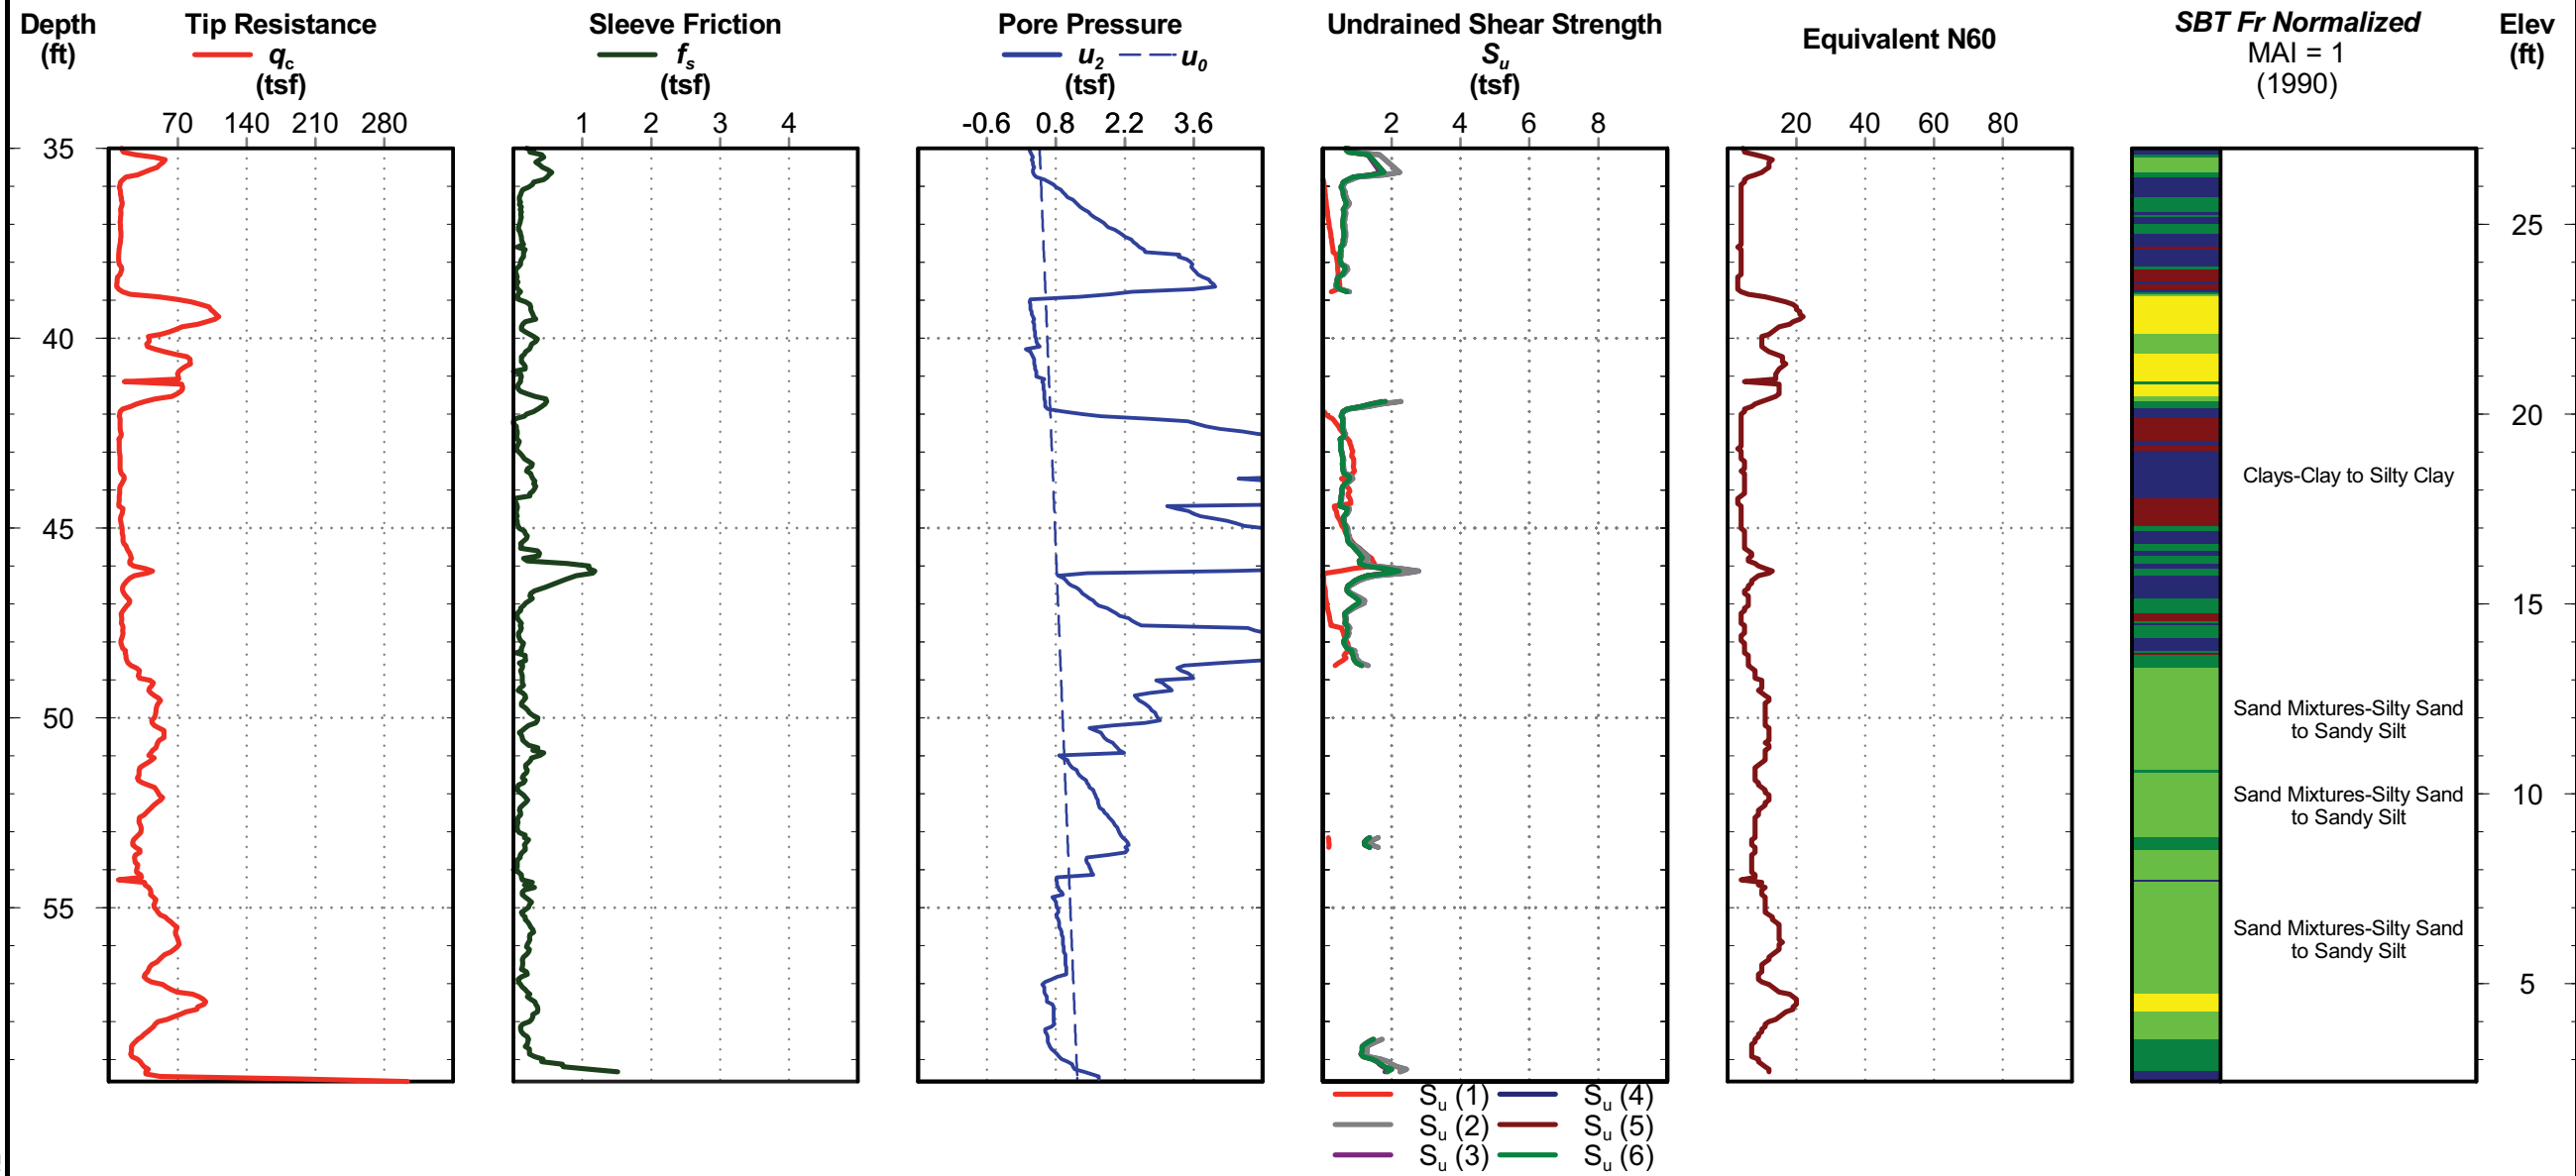 Depth
(ft)
Tip Resistance
qc
(tsf)
Sleeve Friction
fs
(tsf)
Pore Pressure
u2 u0
(tsf)
Undrained Shear Strength
Su
(tsf)
Equivalent N60
SBT Fr Normalized
MAI = 1
(1990)
Elev
(ft)
70 140 210 280
1 2 3 4
-0.6 0.8 2.2 3.6
2 4 6 8
20 40 60 80
35
25
40
20
Clays-Clay to Silty Clay
45
15
50
Sand Mixtures-Silty Sand
to Sandy Silt
10
Sand Mixtures-Silty Sand
to Sandy Silt
55
Sand Mixtures-Silty Sand
to Sandy Silt
5
Su (1) Su (4)
Su (2) Su (5)
Su (3) Su (6)